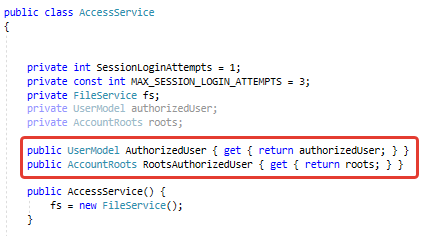 public class AccessService
{
private int SessionLoginAttempts = 1;
private const int MAX_SESSION_LOGIN_ATTEMPTS = 3;
private FileService fs;
private UserModel authorizedUser;
private AccountRoots roots;
public UserModel AuthorizedUser { get { return authorizedUser; } }
public AccountRoots RootsAuthorizedUser { get { return roots; } }
public AccessService() {
fs = new FileService();
}